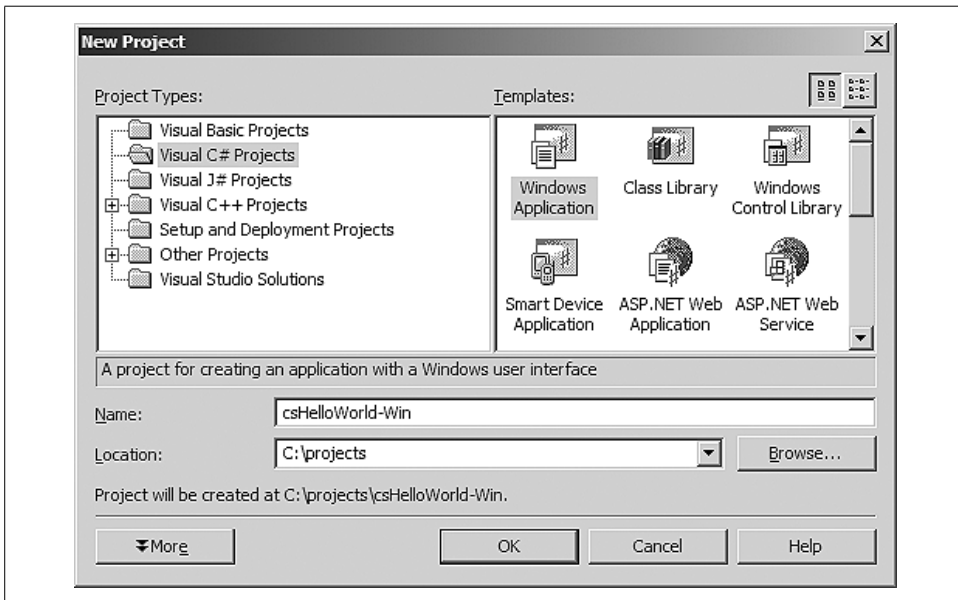 New Project
Project Types:
Templates:
Visual Basic Projects
Visual C# Projects
Visual J# Projects
Visual C++ Projects
Setup and Deployment Projects
Other Projects
Visual Studio Solutions
Windows
Application
Class Library
Windows
Control Library
Smart Device
Application
ASP.NET Web
Application
ASP.NET Web
Service
A project for creating an application with a Windows user interface
Name:
csHelloWorld-Win
Location:
C:\projects
Browse...
Project will be created at C:\projects\csHelloWorld-Win.
More
OK
Cancel
Help